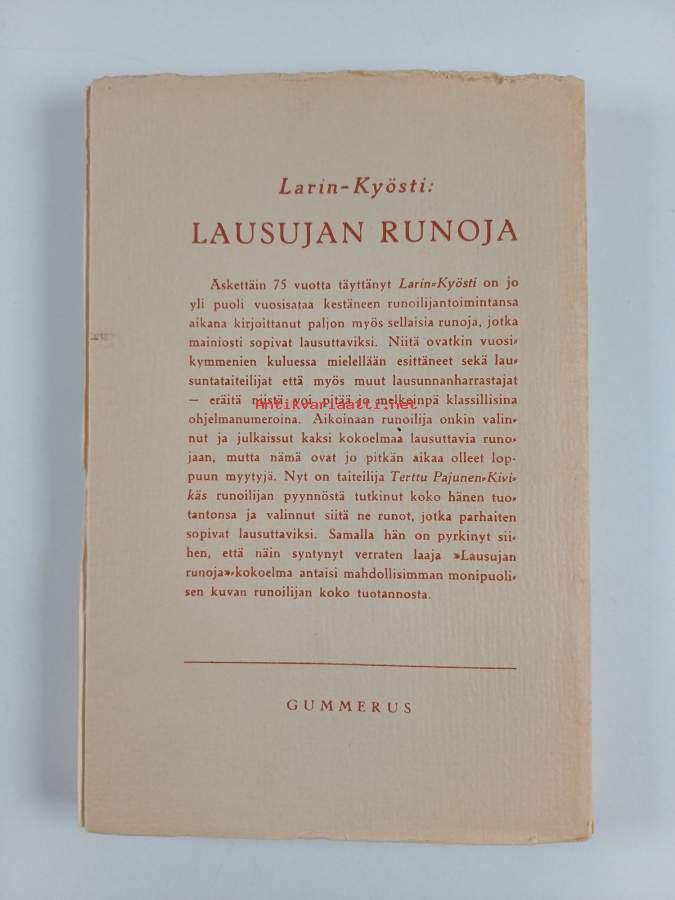 Larin-Kyösti:
LAUSUJAN RUNOJA
Äskettäin 75 vuotta täyttänyt Larin-Kyösti on jo
yli puoli vuosisataa kestäneen runoilijantoimintansa
aikana kirjoittanut paljon myös sellaisia runoja, jotka
mainiosti sopivat lausuttaviksi. Niitä ovatkin vuosi-
kymmenien kuluessa mielellään esittäneet sekä lau-
suntataiteilijat että myös muut lausunnanharrastajat
— eräitä niistä voi pitää jo melkeinpä klassillisina
Antikvariaatti.net
ohjelmanumeroina. Aikoinaan runoilija onkin valin-
nut ja julkaissut kaksi kokoelmaa lausuttavia runo-
jaan, mutta nämä ovat jo pitkän aikaa olleet lop-
puun myytyjä. Nyt on taiteilija Terttu Pajunen-Kivi-
käs runoilijan pyynnöstä tutkinut koko hänen tuo-
tantonsa ja valinnut siitä ne runot, jotka parhaiten
sopivat lausuttaviksi. Samalla hän on pyrkinyt sii-
hen, että näin syntynyt verraten laaja »Lausujan
runoja»-kokoelma antaisi mahdollisimman monipuoli-
sen kuvan runoilijan koko tuotannosta.
GUMMERUS